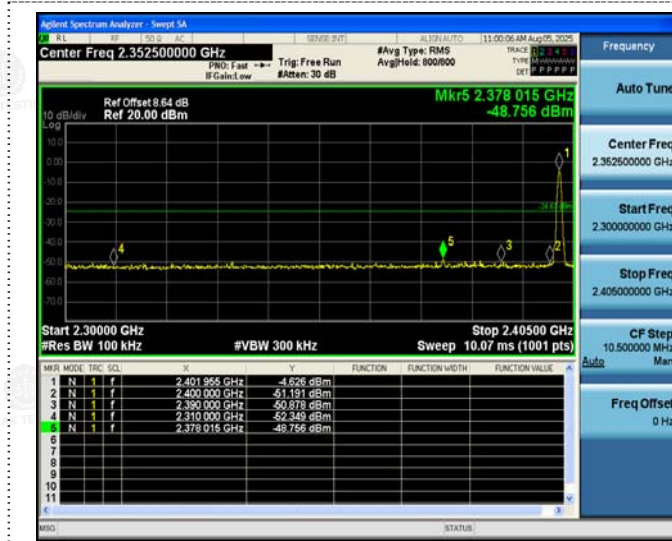 Agilent Spectrum Analyzer - Swept SA
RL RF 50 Ω AC SENSE:INT ALIGN AUTO 11:00:06 AM Aug 05, 2025
Center Freq 2.352500000 GHz
PNO: Fast
IFGain:Low
Trig: Free Run
#Atten: 30 dB
#Avg Type: RMS
Avg|Hold: 800/800
TRACE 1 2 3 4 5 6
TYPE
DET P P P P P P
Mkr5 2.378 015 GHz
-48.756 dBm
Ref Offset 8.64 dB
Ref 20.00 dBm
10 dB/div
Log
10.0
0.00
-10.0
-20.0
-30.0
-40.0
-50.0
-60.0
-70.0
1
2
3
4
5
Start 2.30000 GHz Stop 2.40500 GHz
#Res BW 100 kHz #VBW 300 kHz Sweep 10.07 ms (1001 pts)
MKR MODE TRC SCL X Y FUNCTION FUNCTION WIDTH FUNCTION VALUE
1 N 1 f 2.401 955 GHz -4.626 dBm
2 N 1 f 2.400 000 GHz -51.191 dBm
3 N 1 f 2.390 000 GHz -50.878 dBm
4 N 1 f 2.310 000 GHz -52.349 dBm
5 N 1 f 2.378 015 GHz -48.756 dBm
6
7
8
9
10
11
MSG STATUS
Frequency
Auto Tune
Center Freq
2.352500000 GHz
Start Freq
2.300000000 GHz
Stop Freq
2.405000000 GHz
CF Step
10.500000 MHz
Auto Man
Freq Offset
0 Hz